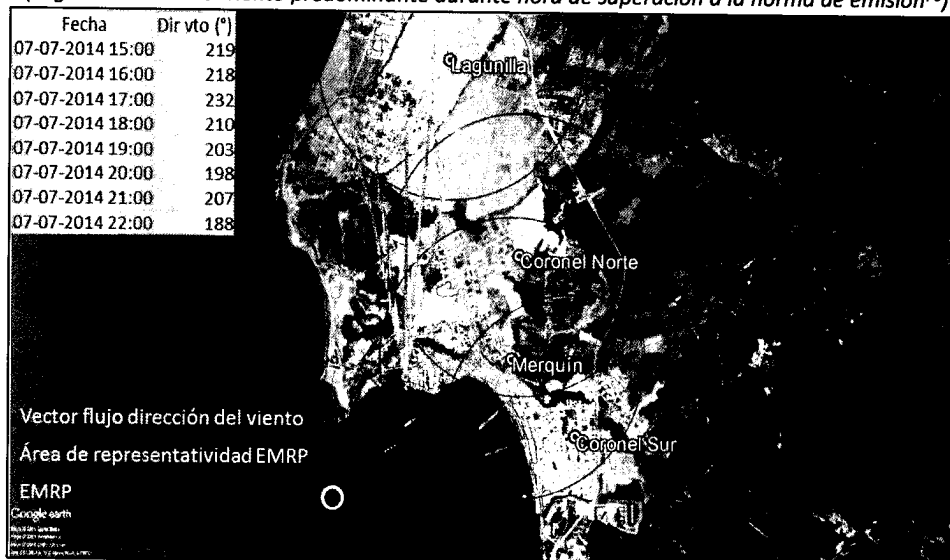 predominante durante hora de superación a la norma de emisión
Fecha Dir vto (°)
07-07-2014 15:00 219
07-07-2014 16:00 218
07-07-2014 17:00 232
07-07-2014 18:00 210
07-07-2014 19:00 203
07-07-2014 20:00 198
07-07-2014 21:00 207
07-07-2014 22:00 188
Lagunilla
Coronel Norte
Merquín
Coronel Sur
Vector flujo dirección del viento
Área de representatividad EMRP
EMRP
Google earth